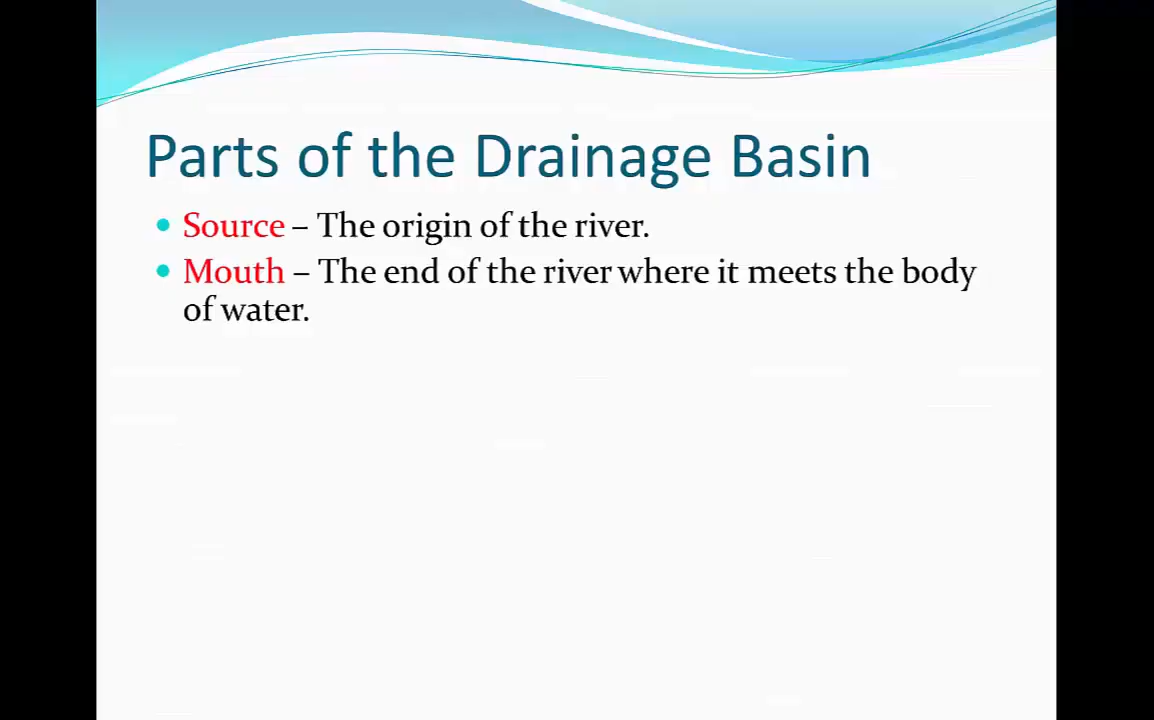 Parts of the Drainage Basin
• Source – The origin of the river.
• Mouth – The end of the river where it meets the body
of water.